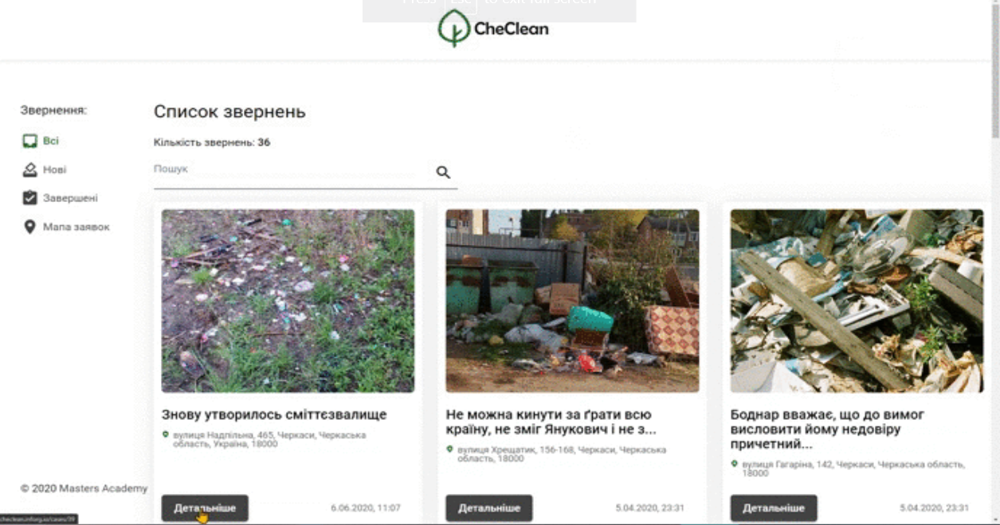 Press Esc to exit full screen
CheClean
Звернення:
Всі
Нові
Завершені
Мапа заявок
© 2020 Masters Academy
Список звернень
Кількість звернень: 36
Пошук
Знову утворилось сміттєзвалище
вулиця Надпільна, 465, Черкаси, Черкаська
область, Україна, 18000
Детальніше
6.06.2020, 11:07
Не можна кинути за ґрати всю
країну, не зміг Янукович і не з...
вулиця Хрещатик, 156-168, Черкаси, Черкаська
область, 18000
Детальніше
5.04.2020, 23:31
Боднар вважає, що до вимог
висловити йому недовіру
причетний...
вулиця Гагаріна, 142, Черкаси, Черкаська область,
18000
Детальніше
5.04.2020, 23:31